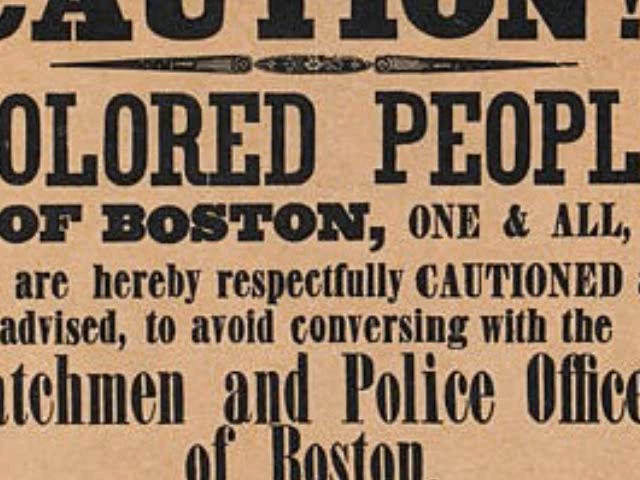 CAUTION!
OLORED PEOPL
OF BOSTON, ONE & ALL,
are hereby respectfully CAUTIONED
advised, to avoid conversing with the
atchmen and Police Office
of Boston,